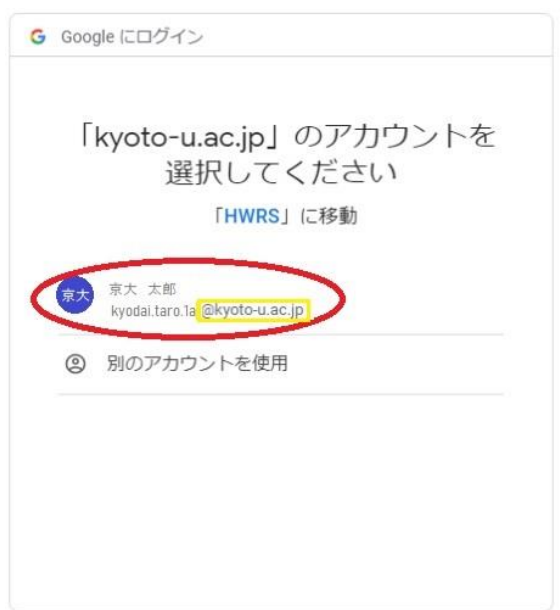 Google にログイン
「kyoto-u.ac.jp」のアカウントを
選択してください
「HWRS」に移動
京大
京大 太郎
kyodai.taro.1a@kyoto-u.ac.jp
別のアカウントを使用